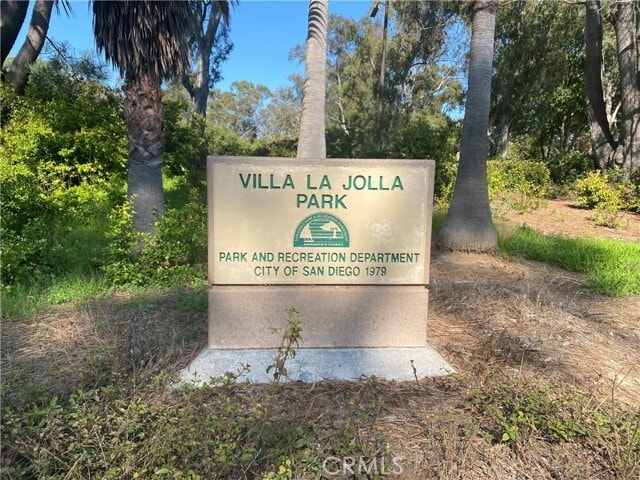 VILLA LA JOLLA
PARK
PARK AND RECREATION DEPARTMENT
CITY OF SAN DIEGO 1979
CRMLS